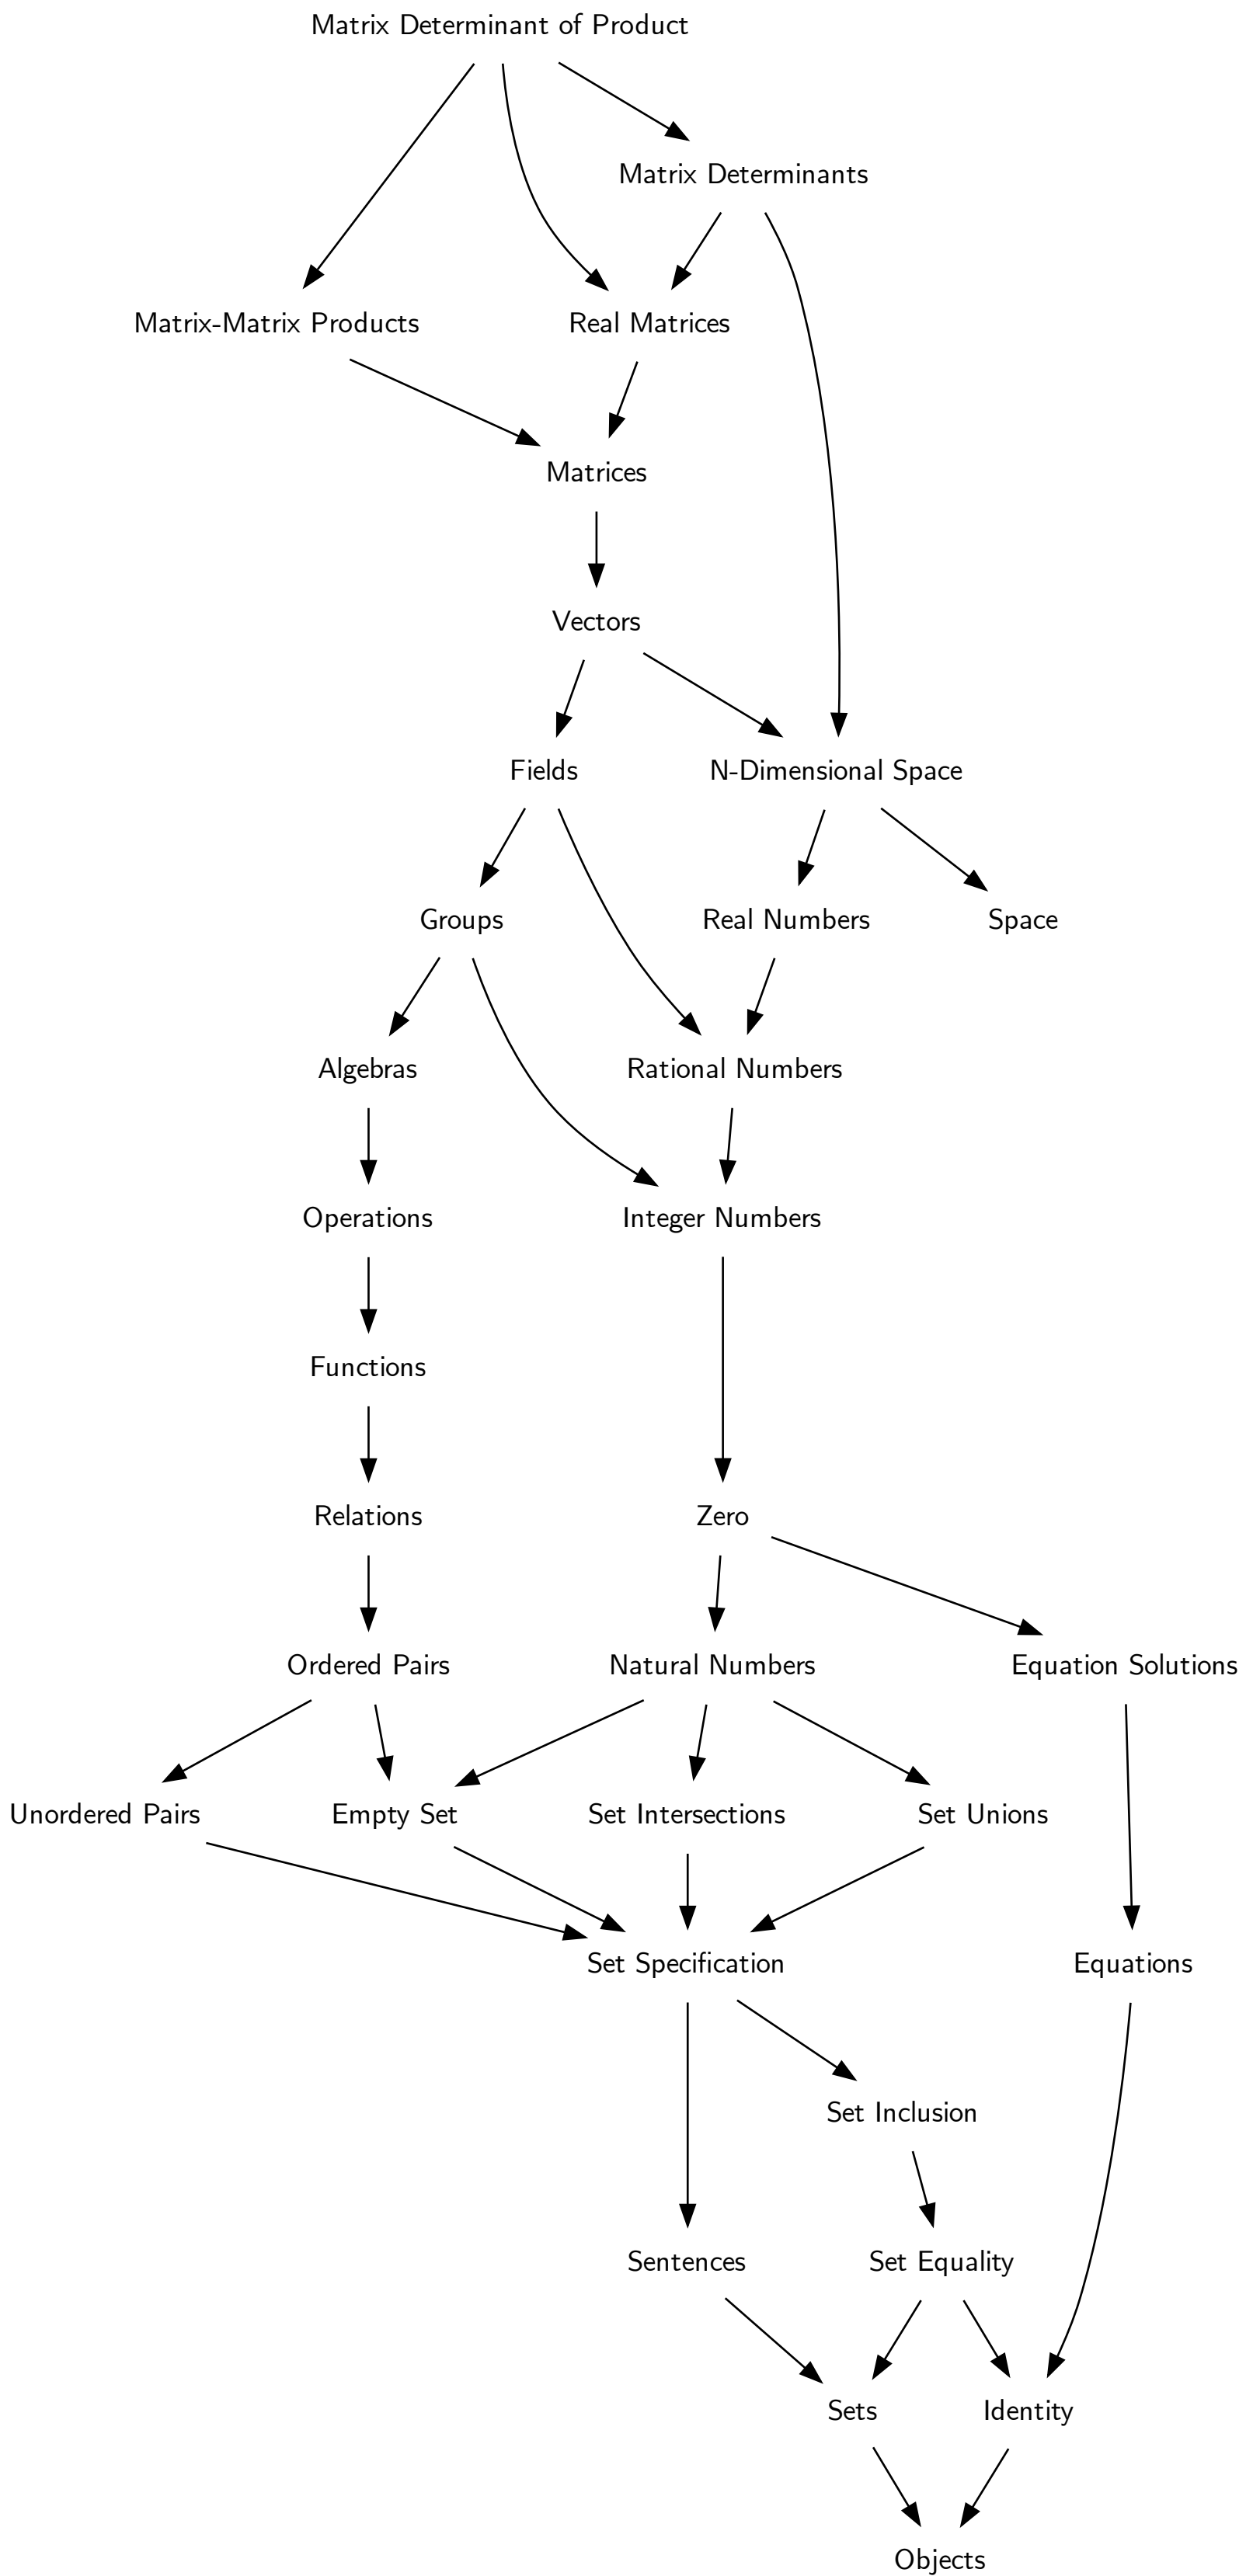 Matrix Determinant of Product
Matrix Determinants
Matrix-Matrix Products
Real Matrices
Matrices
Vectors
Fields
N-Dimensional Space
Groups
Real Numbers
Space
Algebras
Rational Numbers
Operations
Integer Numbers
Functions
Relations
Zero
Ordered Pairs
Natural Numbers
Equation Solutions
Unordered Pairs
Empty Set
Set Intersections
Set Unions
Set Specification
Equations
Set Inclusion
Sentences
Set Equality
Sets
Identity
Objects